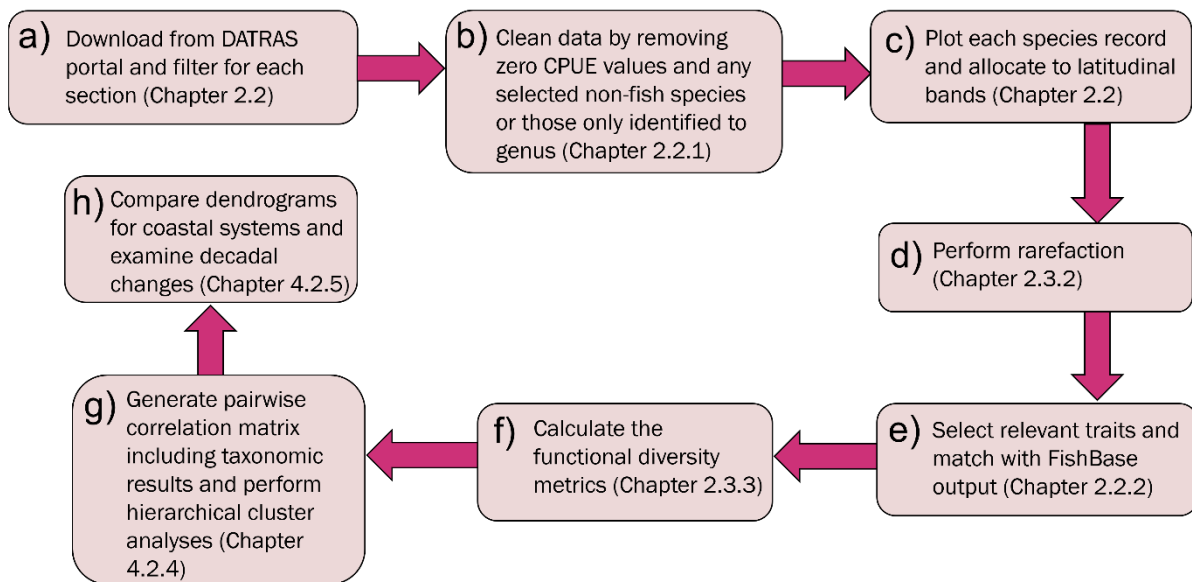 a) Download from DATRAS
portal and filter for each
section (Chapter 2.2)
b) Clean data by removing
zero CPUE values and any
selected non-fish species
or those only identified to
genus (Chapter 2.2.1)
c) Plot each species record
and allocate to latitudinal
bands (Chapter 2.2)
d) Perform rarefaction
(Chapter 2.3.2)
e) Select relevant traits and
match with FishBase
output (Chapter 2.2.2)
f) Calculate the
functional diversity
metrics (Chapter 2.3.3)
g) Generate pairwise
correlation matrix
including taxonomic
results and perform
hierarchical cluster
analyses (Chapter
4.2.4)
h) Compare dendrograms
for coastal systems and
examine decadal
changes (Chapter 4.2.5)